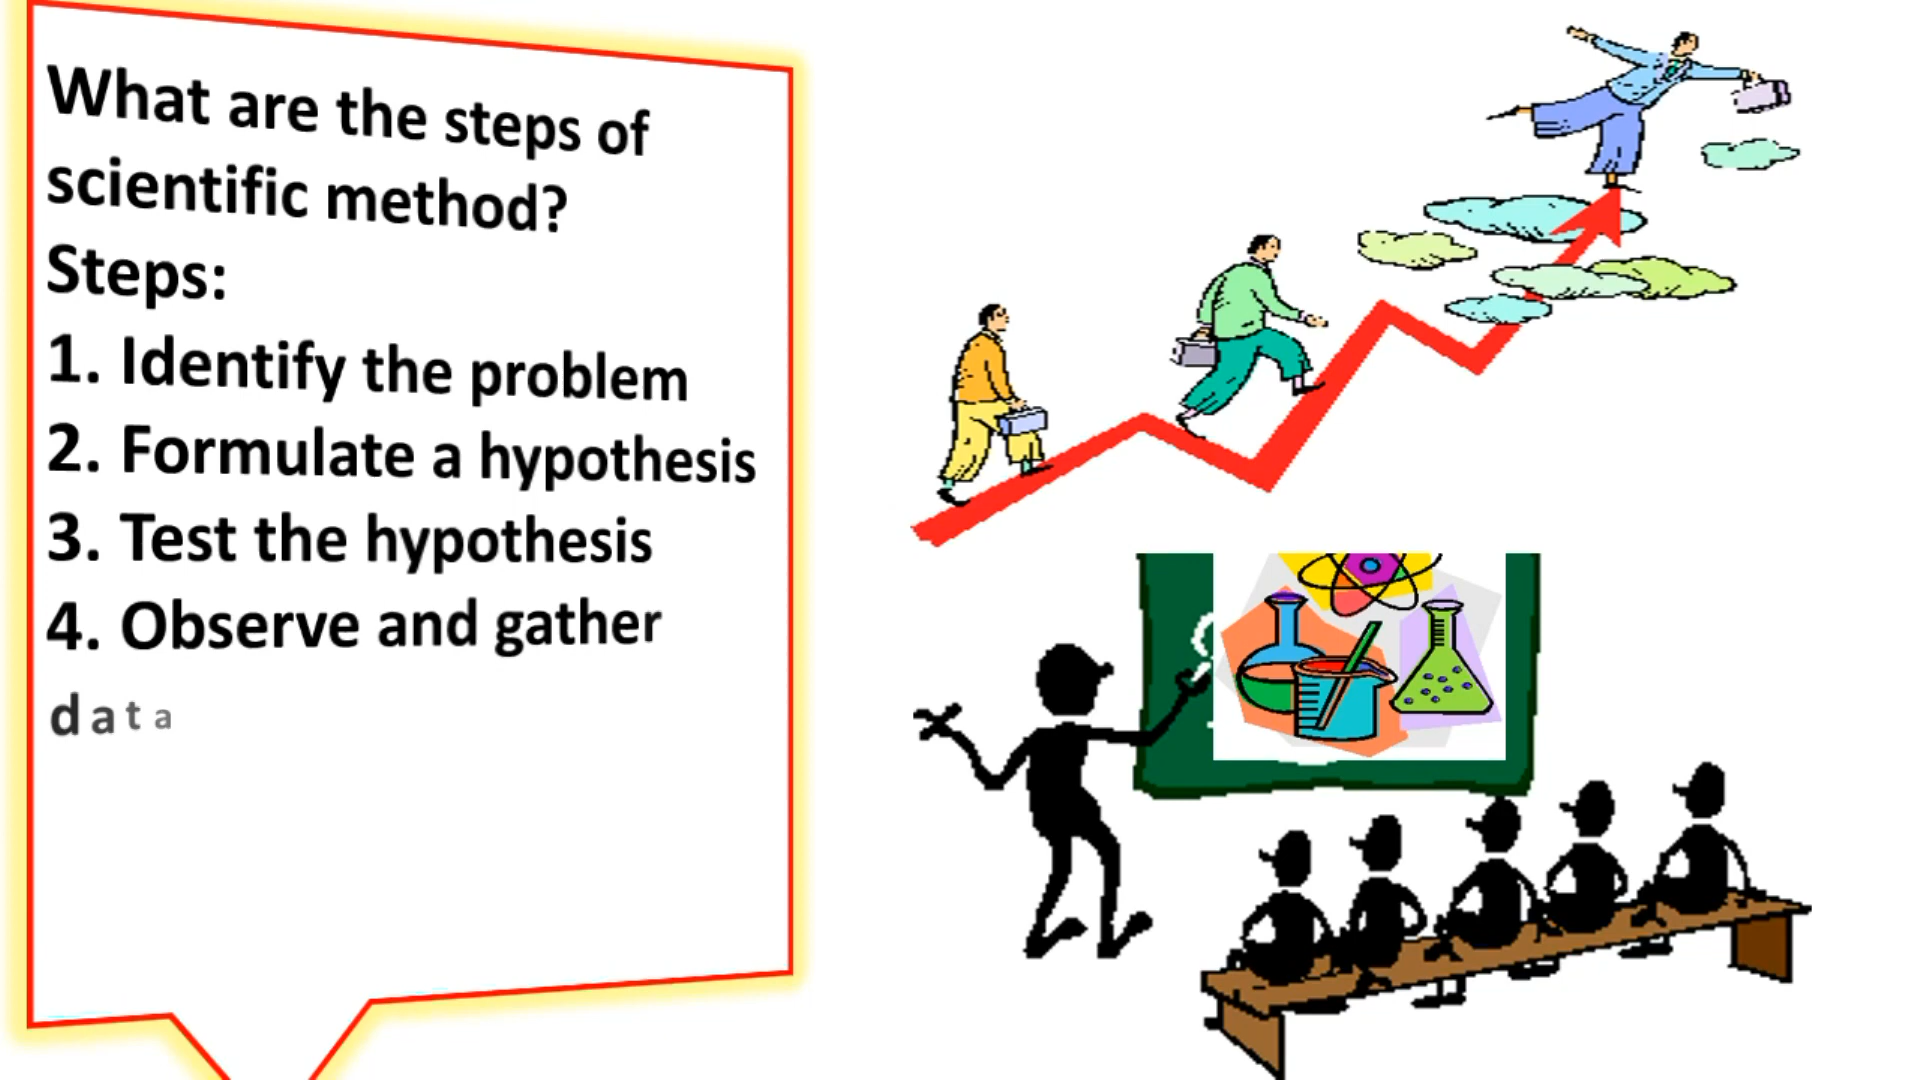 What are the steps of
scientific method?
Steps:
1. Identify the problem
2. Formulate a hypothesis
3. Test the hypothesis
4. Observe and gather
data